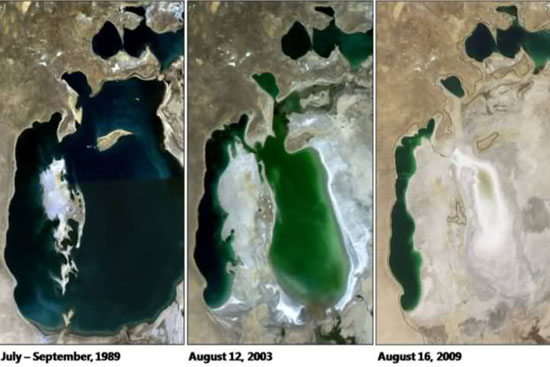 July – September, 1989
August 12, 2003
August 16, 2009